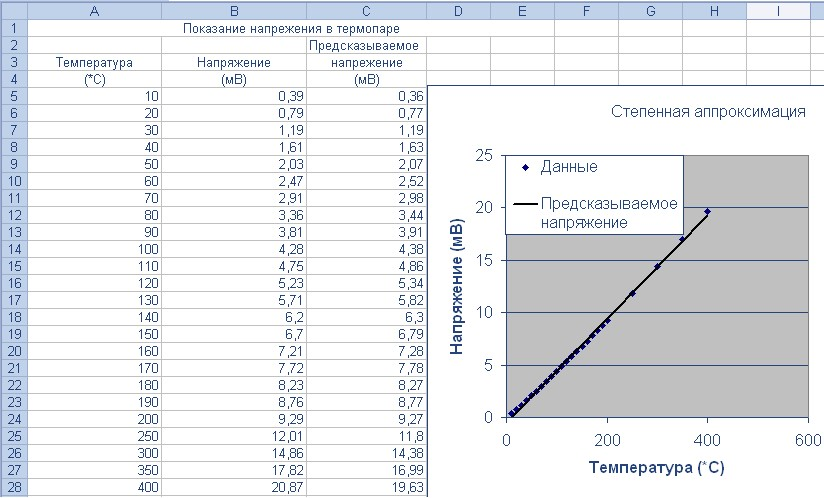 A B C D E F G H I
1 Показание напрежения в термопаре
2 Предсказываемое
3 Температура Напряжение напрежение
4 (*C) (мВ) (мВ)
5 10 0,39 0,36
6 20 0,79 0,77
7 30 1,19 1,19
8 40 1,61 1,63
9 50 2,03 2,07
10 60 2,47 2,52
11 70 2,91 2,98
12 80 3,36 3,44
13 90 3,81 3,91
14 100 4,28 4,38
15 110 4,75 4,86
16 120 5,23 5,34
17 130 5,71 5,82
18 140 6,2 6,3
19 150 6,7 6,79
20 160 7,21 7,28
21 170 7,72 7,78
22 180 8,23 8,27
23 190 8,76 8,77
24 200 9,29 9,27
25 250 12,01 11,8
26 300 14,86 14,38
27 350 17,82 16,99
28 400 20,87 19,63
Степенная аппроксимация
Данные
Предсказываемое
напряжение
Напряжение (мВ)
25
20
15
10
5
0
0 200 400 600
Температура (*С)